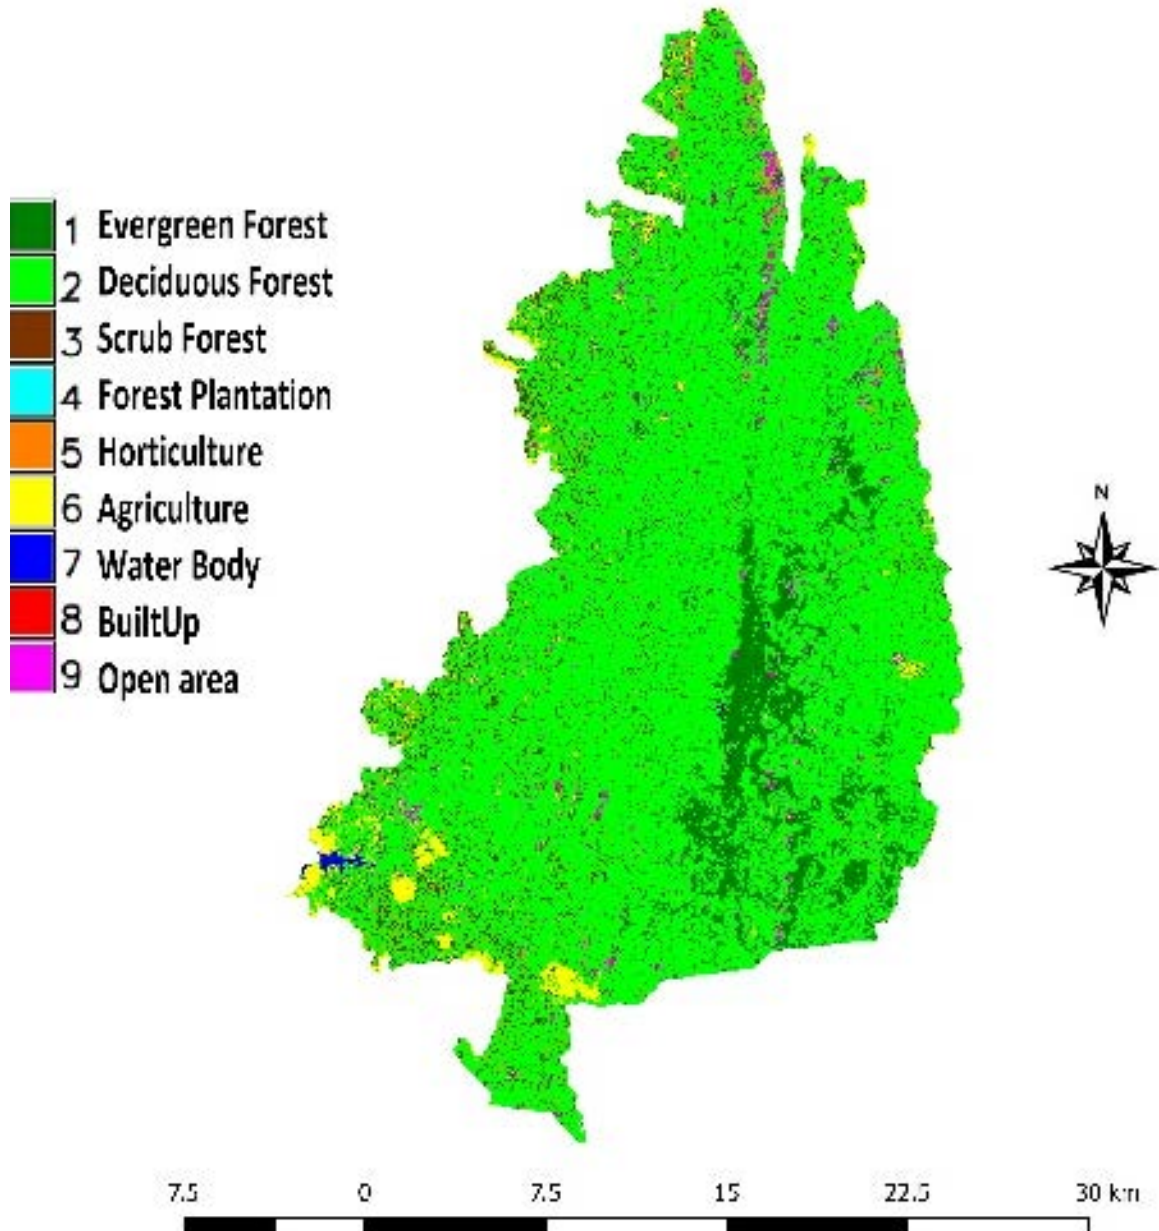 1 Evergreen Forest
2 Deciduous Forest
3 Scrub Forest
4 Forest Plantation
5 Horticulture
6 Agriculture
7 Water Body
8 BuiltUp
9 Open area
N
7.5 0 7.5 15 22.5 30 km